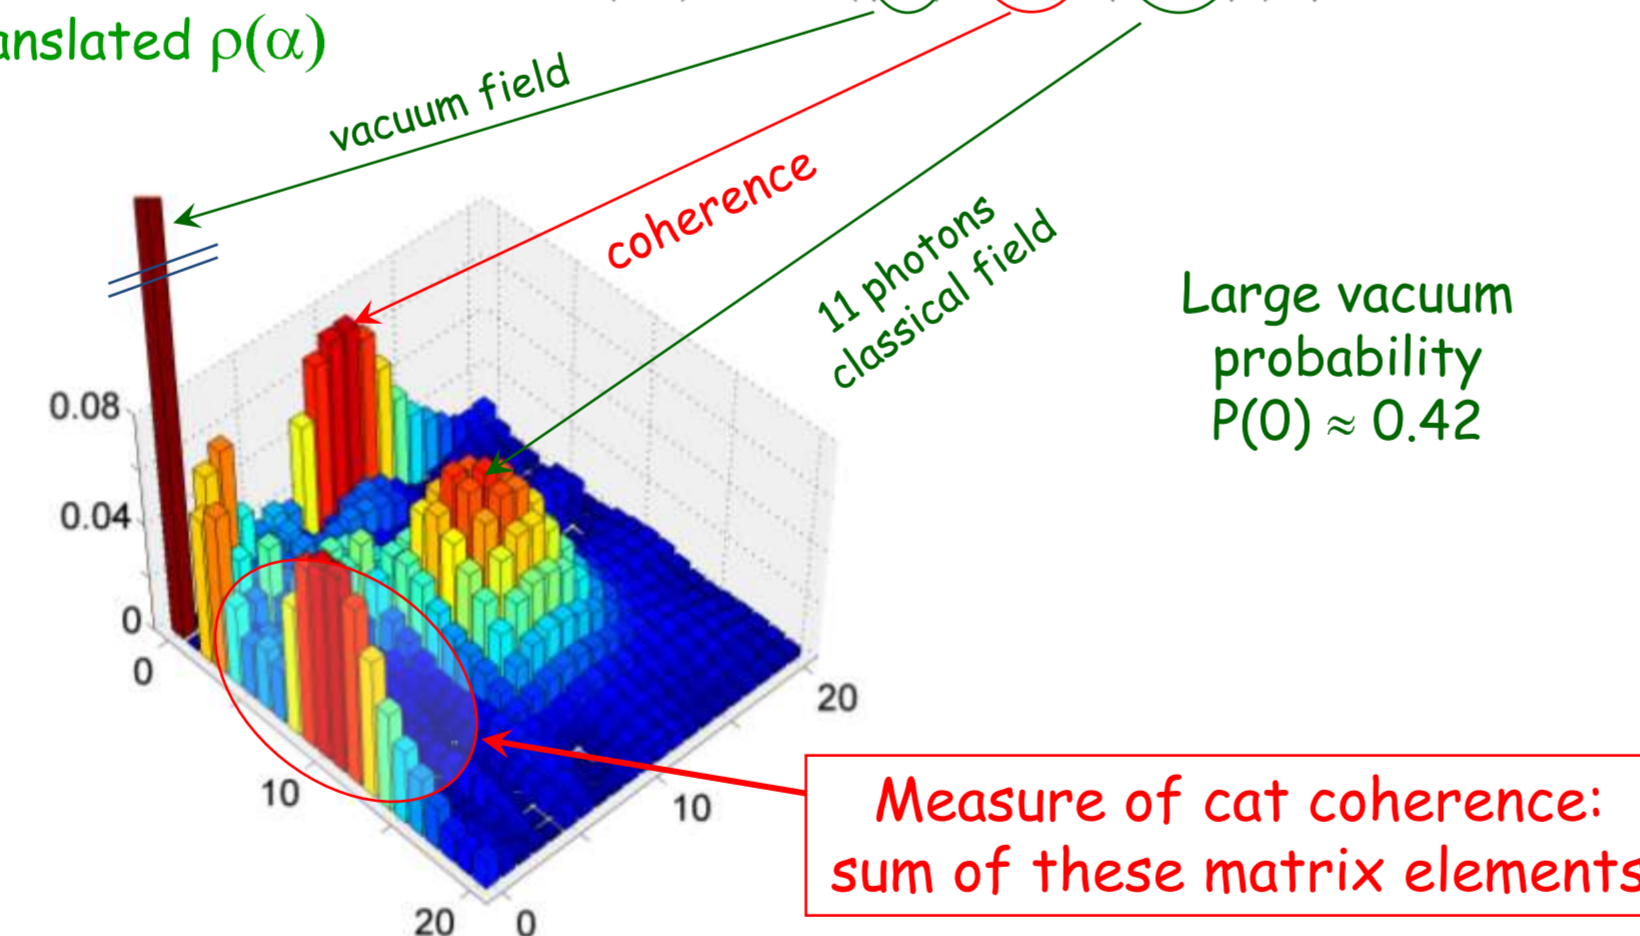 ρ(α)
vacuum field
coherence
11 photons
classical field
Large vacuum
probability
P(0) ≈ 0.42
0.08
0.04
0
0
10
20
0
10
20
Measure of cat coherence:
sum of these matrix elements